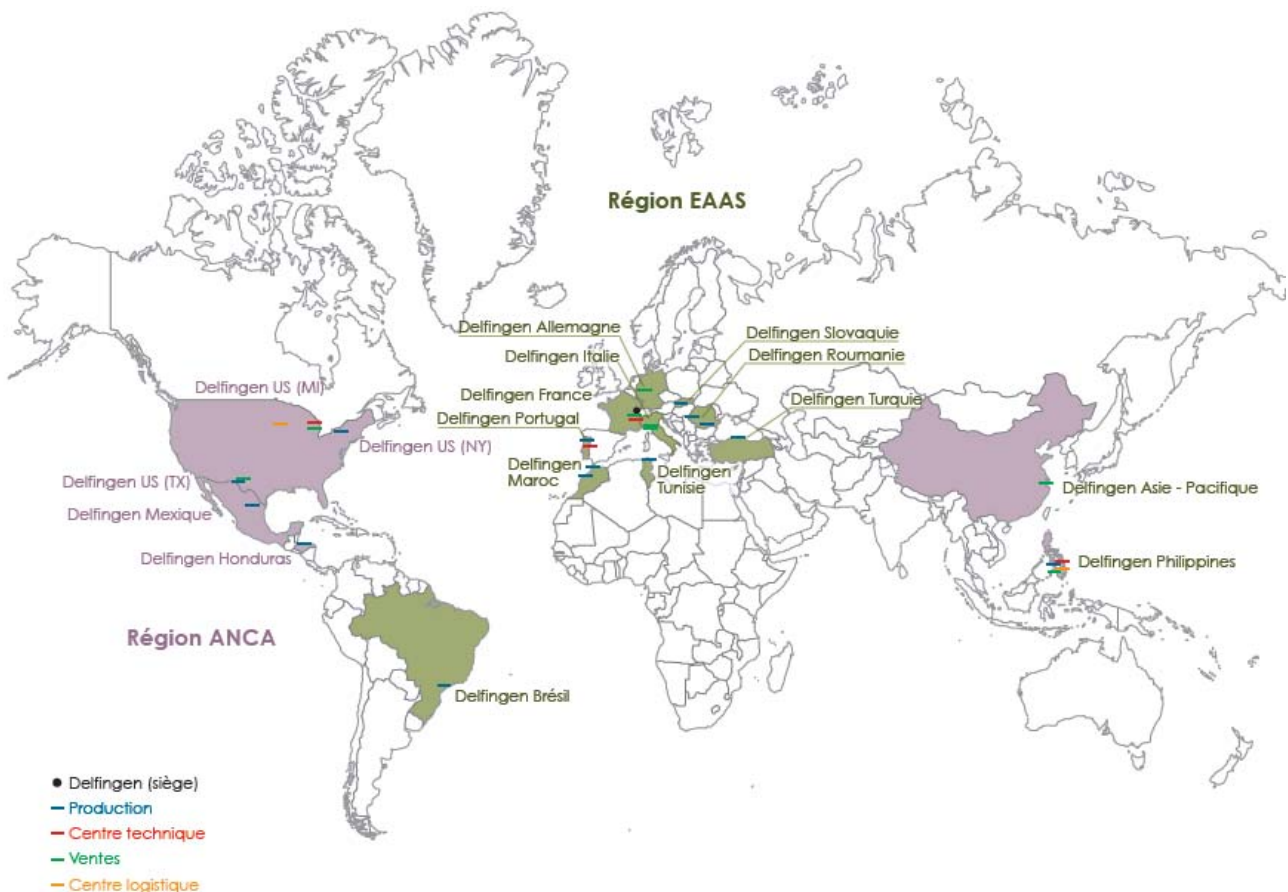 Région EAAS
Delfingen Allemagne
Delfingen Slovaquie
Delfingen Italie
Delfingen Roumanie
Delfingen US (MI)
Delfingen France
Delfingen Turquie
Delfingen Portugal
Delfingen US (NY)
Delfingen
Maroc
Delfingen
Tunisie
Delfingen US (TX)
Delfingen Asie - Pacifique
Delfingen Mexique
Delfingen Honduras
Delfingen Philippines
Région ANCA
Delfingen Brésil
Delfingen (siège)
Production
Centre technique
Ventes
Centre logistique